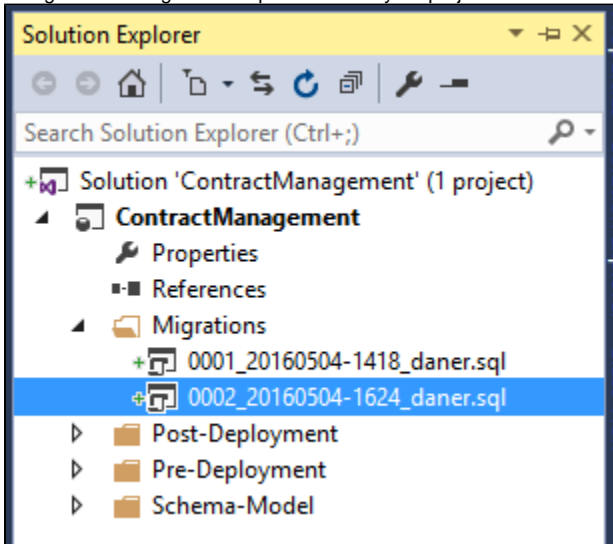 Solution Explorer
Search Solution Explorer (Ctrl+;)
Solution 'ContractManagement' (1 project)
ContractManagement
Properties
References
Migrations
0001_20160504-1418_daner.sql
0002_20160504-1624_daner.sql
Post-Deployment
Pre-Deployment
Schema-Model